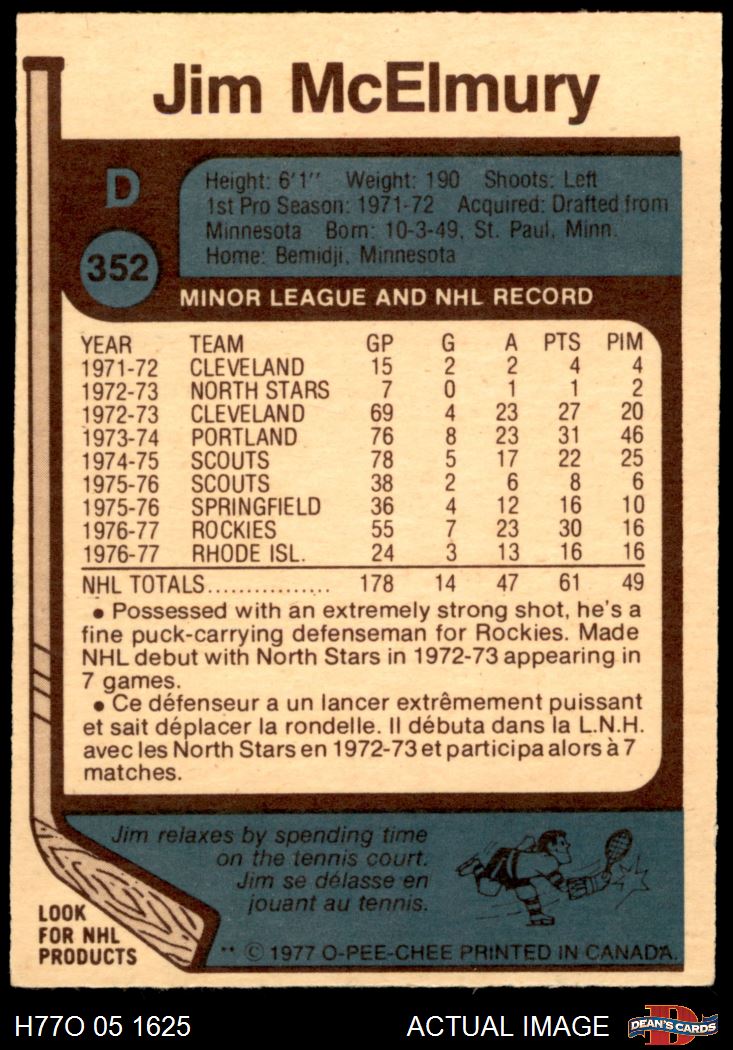 Jim McElmury
D
352
Height: 6'1'' Weight: 190 Shoots: Left
1st Pro Season: 1971-72 Acquired: Drafted from
Minnesota Born: 10-3-49, St. Paul, Minn.
Home: Bemidji, Minnesota
MINOR LEAGUE AND NHL RECORD
YEAR TEAM GP G A PTS PIM
1971-72 CLEVELAND 15 2 2 4 4
1972-73 NORTH STARS 7 0 1 1 2
1972-73 CLEVELAND 69 4 23 27 20
1973-74 PORTLAND 76 8 23 31 46
1974-75 SCOUTS 78 5 17 22 25
1975-76 SCOUTS 38 2 6 8 6
1975-76 SPRINGFIELD 36 4 12 16 10
1976-77 ROCKIES 55 7 23 30 16
1976-77 RHODE ISL. 24 3 13 16 16
NHL TOTALS................ 178 14 47 61 49
• Possessed with an extremely strong shot, he's a
fine puck-carrying defenseman for Rockies. Made
NHL debut with North Stars in 1972-73 appearing in
7 games.
• Ce défenseur a un lancer extrêmement puissant
et sait déplacer la rondelle. Il débuta dans la L.N.H.
avec les North Stars en 1972-73 et participa alors à 7
matches.
Jim relaxes by spending time
on the tennis court.
Jim se délasse en
jouant au tennis.
LOOK
FOR NHL
PRODUCTS
** © 1977 O-PEE-CHEE PRINTED IN CANADA.
H77O 05 1625 ACTUAL IMAGE
D
DEAN'S CARDS